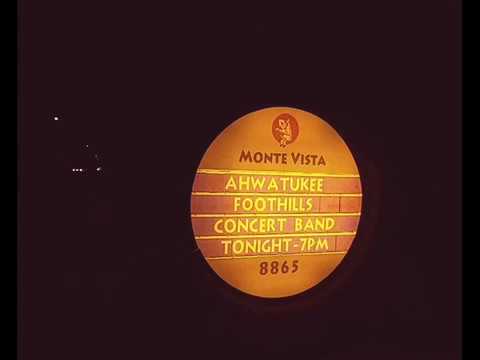 MONTE VISTA
AHWATUKEE
FOOTHILLS
CONCERT BAND
TONIGHT-7PM
8865